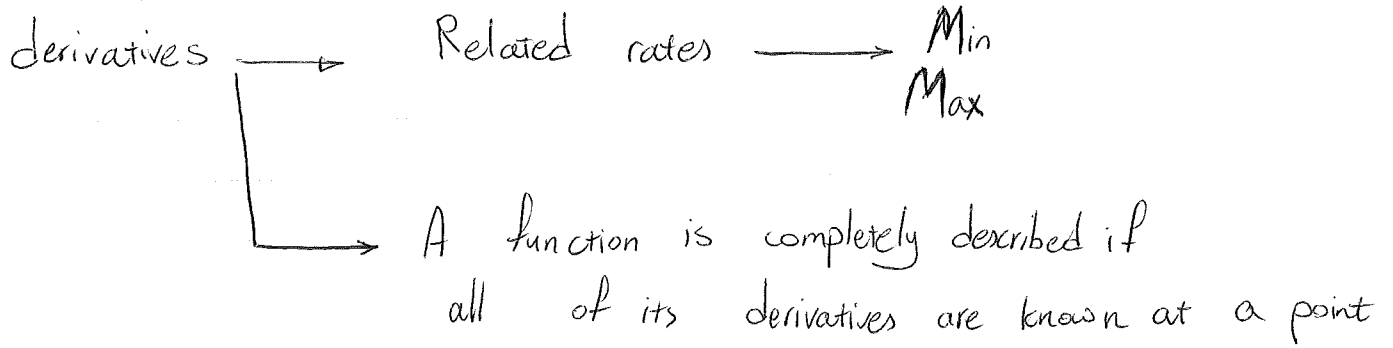 derivatives → Related rates → Min
Max
A function is completely described if
all of its derivatives are known at a point